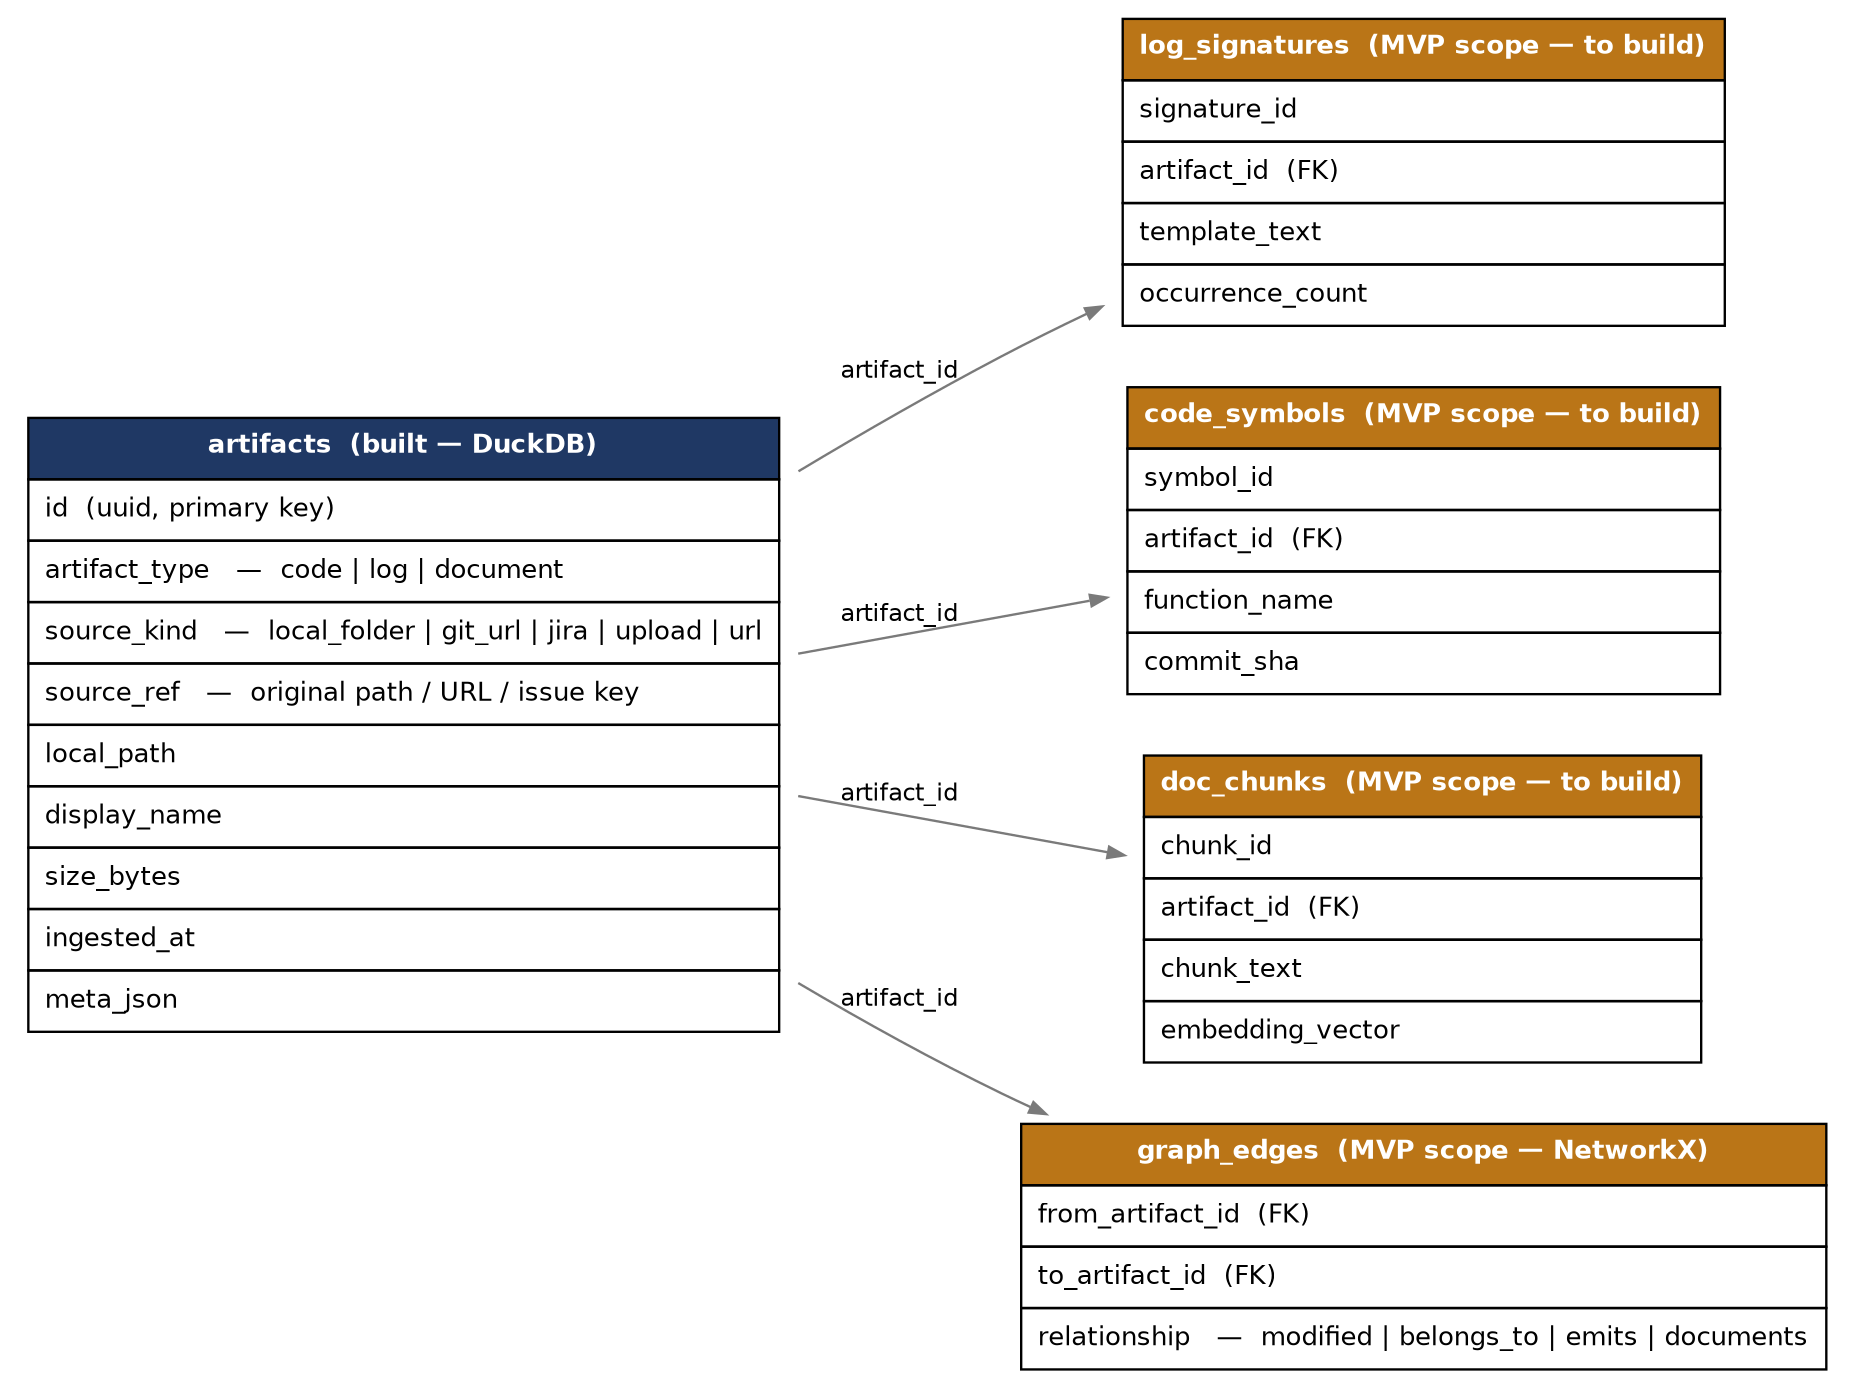 log_signatures (MVP scope — to build)
signature_id
artifact_id (FK)
template_text
occurrence_count
artifact_id
code_symbols (MVP scope — to build)
symbol_id
artifact_id (FK)
function_name
commit_sha
artifacts (built — DuckDB)
id (uuid, primary key)
artifact_type — code | log | document
source_kind — local_folder | git_url | jira | upload | url
source_ref — original path / URL / issue key
local_path
display_name
size_bytes
ingested_at
meta_json
artifact_id
artifact_id
doc_chunks (MVP scope — to build)
chunk_id
artifact_id (FK)
chunk_text
embedding_vector
artifact_id
graph_edges (MVP scope — NetworkX)
from_artifact_id (FK)
to_artifact_id (FK)
relationship — modified | belongs_to | emits | documents